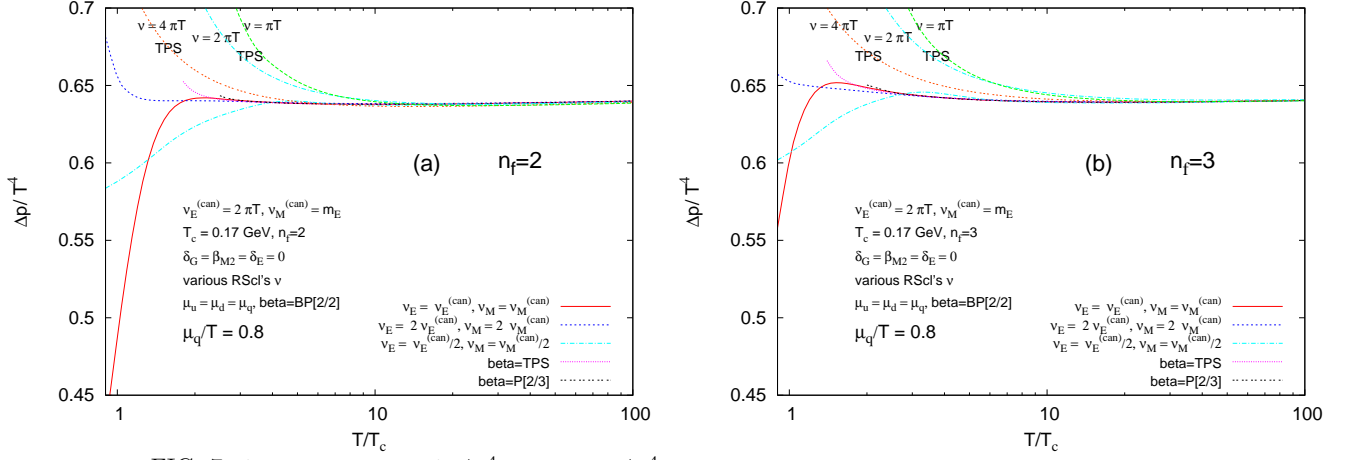 0.7
0.65
0.6
0.55
0.5
0.45
Δp/ T^4
ν = 4 πT
ν = πT
ν = 2 πT
TPS
TPS
(a) n_f=2
ν_E^(can) = 2 πT, ν_M^(can) = m_E
T_c = 0.17 GeV, n_f=2
δ_G = β_M2 = δ_E = 0
various RScl's ν
μ_u = μ_d = μ_q, beta=BP[2/2]
μ_q/T = 0.8
ν_E = ν_E^(can), ν_M = ν_M^(can)
ν_E = 2 ν_E^(can), ν_M = 2 ν_M^(can)
ν_E = ν_E^(can)/2, ν_M = ν_M^(can)/2
beta=TPS
beta=P[2/3]
1 10 100
T/T_c
0.7
0.65
0.6
0.55
0.5
0.45
Δp/ T^4
ν = 4 πT
ν = πT
ν = 2 πT
TPS
TPS
(b) n_f=3
ν_E^(can) = 2 πT, ν_M^(can) = m_E
T_c = 0.17 GeV, n_f=3
δ_G = β_M2 = δ_E = 0
various RScl's ν
μ_u = μ_d = μ_q, beta=BP[2/2]
μ_q/T = 0.8
ν_E = ν_E^(can), ν_M = ν_M^(can)
ν_E = 2 ν_E^(can), ν_M = 2 ν_M^(can)
ν_E = ν_E^(can)/2, ν_M = ν_M^(can)/2
beta=TPS
beta=P[2/3]
1 10 100
T/T_c